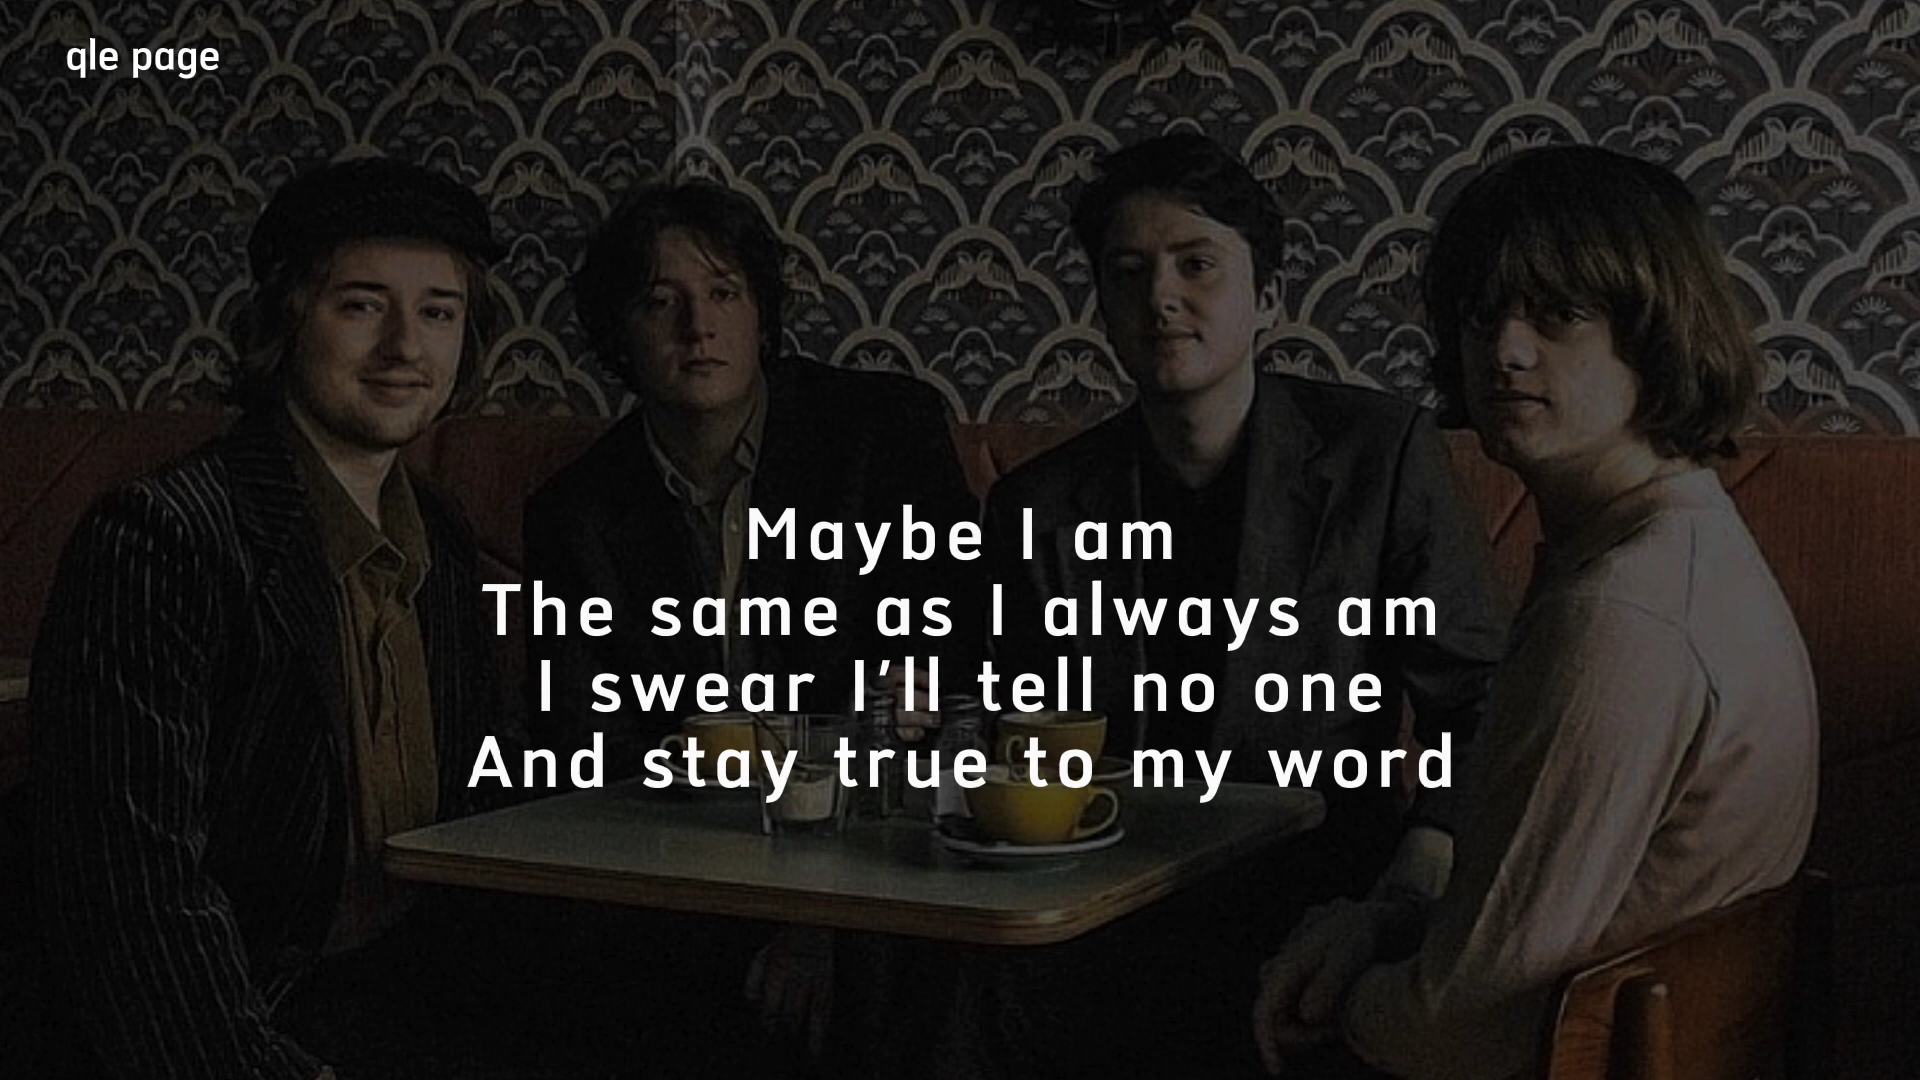 qle page
Maybe I am
The same as I always am
I swear I'll tell no one
And stay true to my word